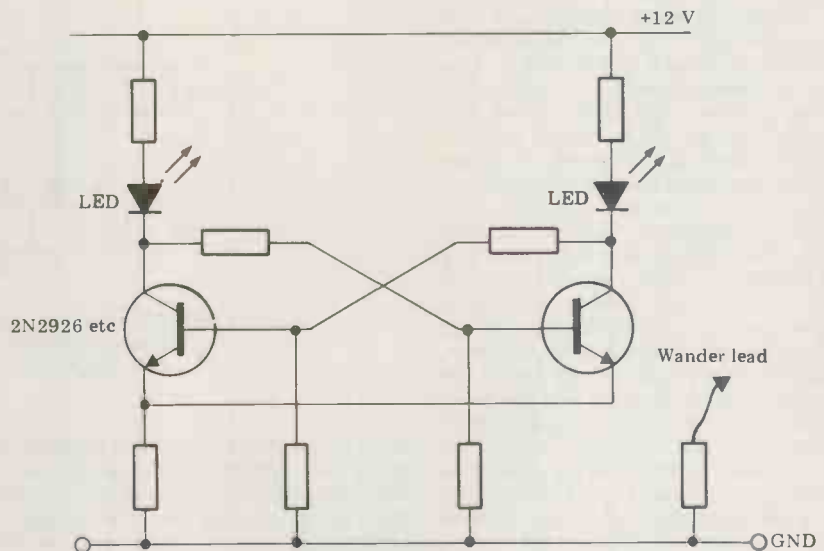 +12 V
LED
LED
2N2926 etc
Wander lead
GND